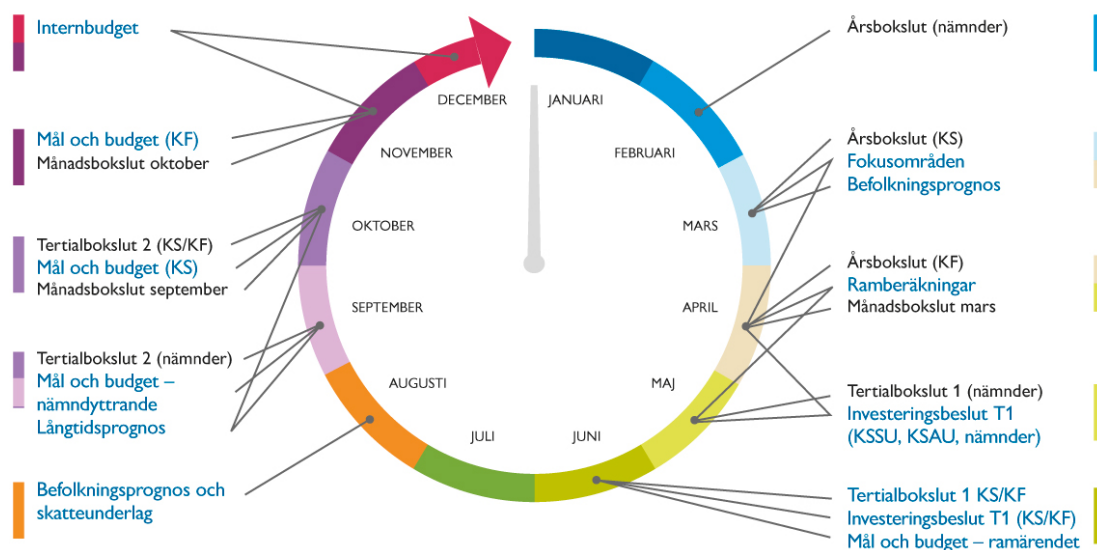 Internbudget
Mål och budget (KF)
Månadsbokslut oktober
Tertialbokslut 2 (KS/KF)
Mål och budget (KS)
Månadsbokslut september
Tertialbokslut 2 (nämnder)
Mål och budget –
nämndyttrande
Långtidsprognos
Befolkningsprognos och
skatteunderlag
DECEMBER
JANUARI
NOVEMBER
FEBRUARI
OKTOBER
MARS
SEPTEMBER
APRIL
AUGUSTI
MAJ
JULI
JUNI
Årsbokslut (nämnder)
Årsbokslut (KS)
Fokusområden
Befolkningsprognos
Årsbokslut (KF)
Ramberäkningar
Månadsbokslut mars
Tertialbokslut 1 (nämnder)
Investeringsbeslut T1
(KSSU, KSAU, nämnder)
Tertialbokslut 1 KS/KF
Investeringsbeslut T1 (KS/KF)
Mål och budget – ramärendet